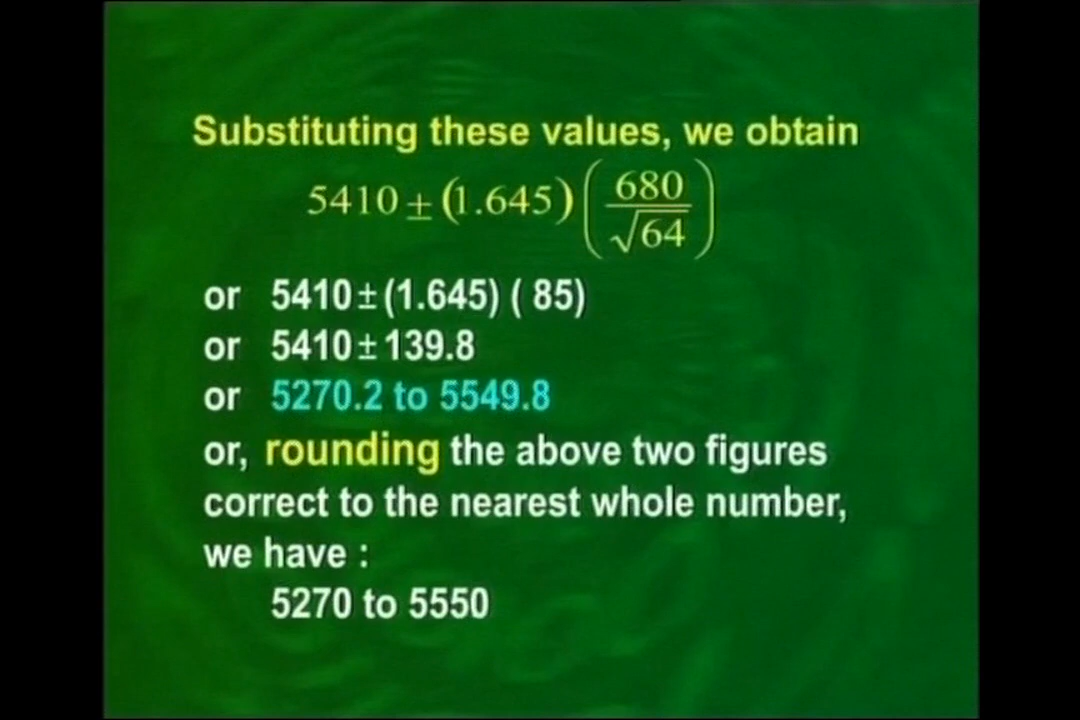 Substituting these values, we obtain
5410 ± (1.645) (680/√64)
or 5410 ± (1.645) ( 85)
or 5410 ± 139.8
or 5270.2 to 5549.8
or, rounding the above two figures
correct to the nearest whole number,
we have :
5270 to 5550